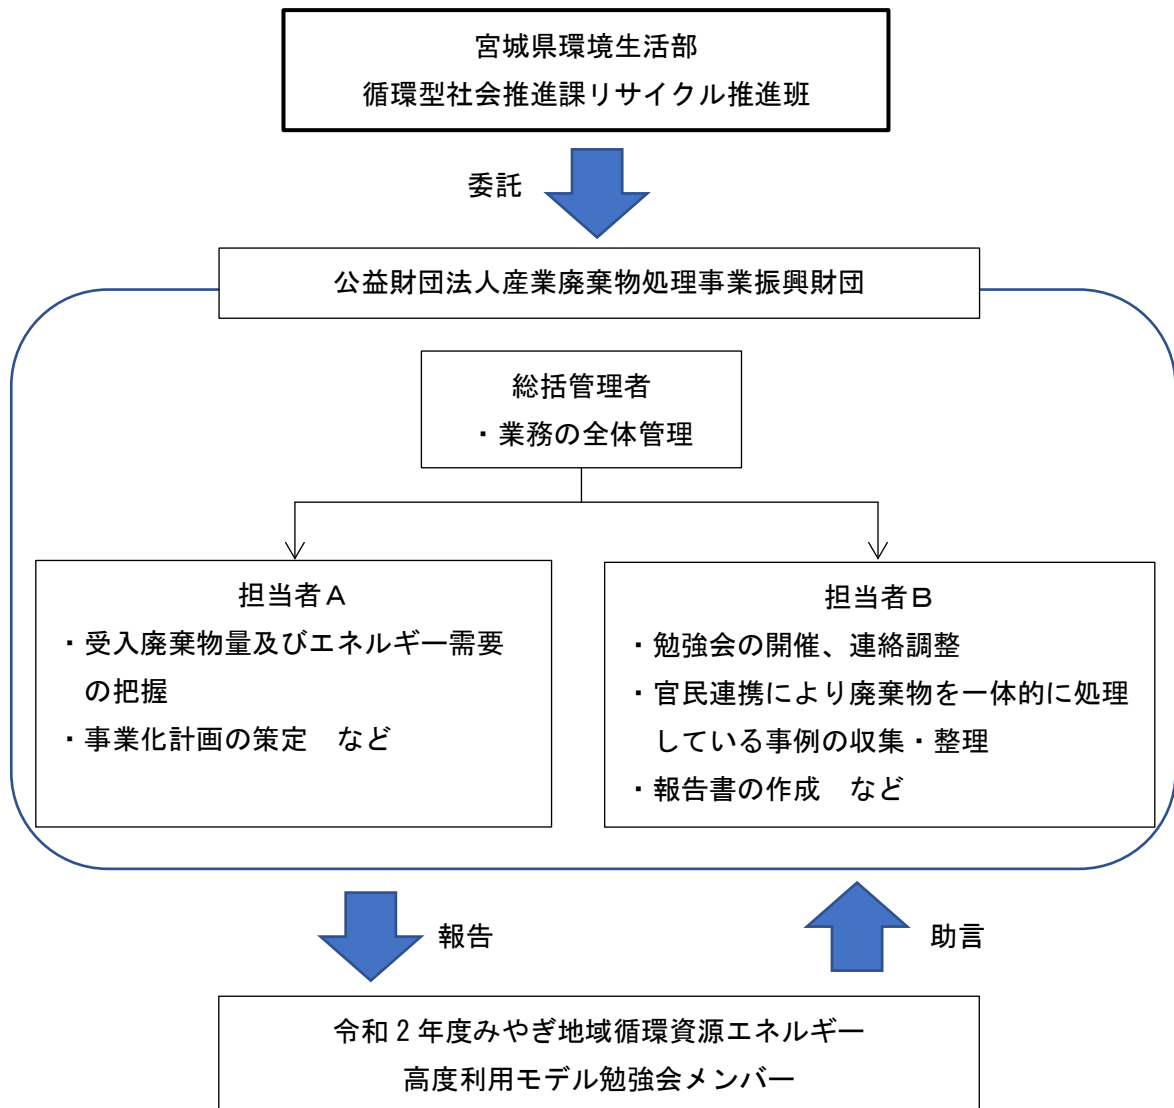 宮城県環境生活部
循環型社会推進課リサイクル推進班
委託
公益財団法人産業廃棄物処理事業振興財団
総括管理者
・業務の全体管理
担当者Ａ
・受入廃棄物量及びエネルギー需要
の把握
・事業化計画の策定　など
担当者Ｂ
・勉強会の開催、連絡調整
・官民連携により廃棄物を一体的に処理
している事例の収集・整理
・報告書の作成　など
報告
助言
令和２年度みやぎ地域循環資源エネルギー
高度利用モデル勉強会メンバー